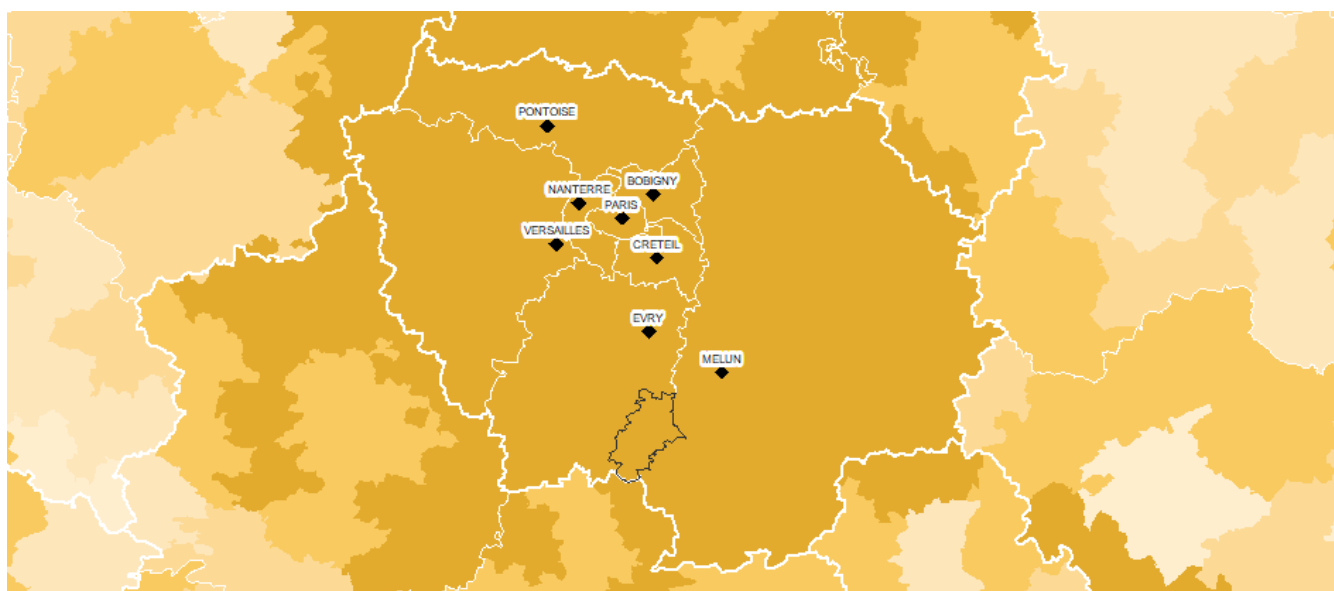 PONTOISE
BOBIGNY
NANTERRE
PARIS
VERSAILLES
CRETEIL
EVRY
MELUN